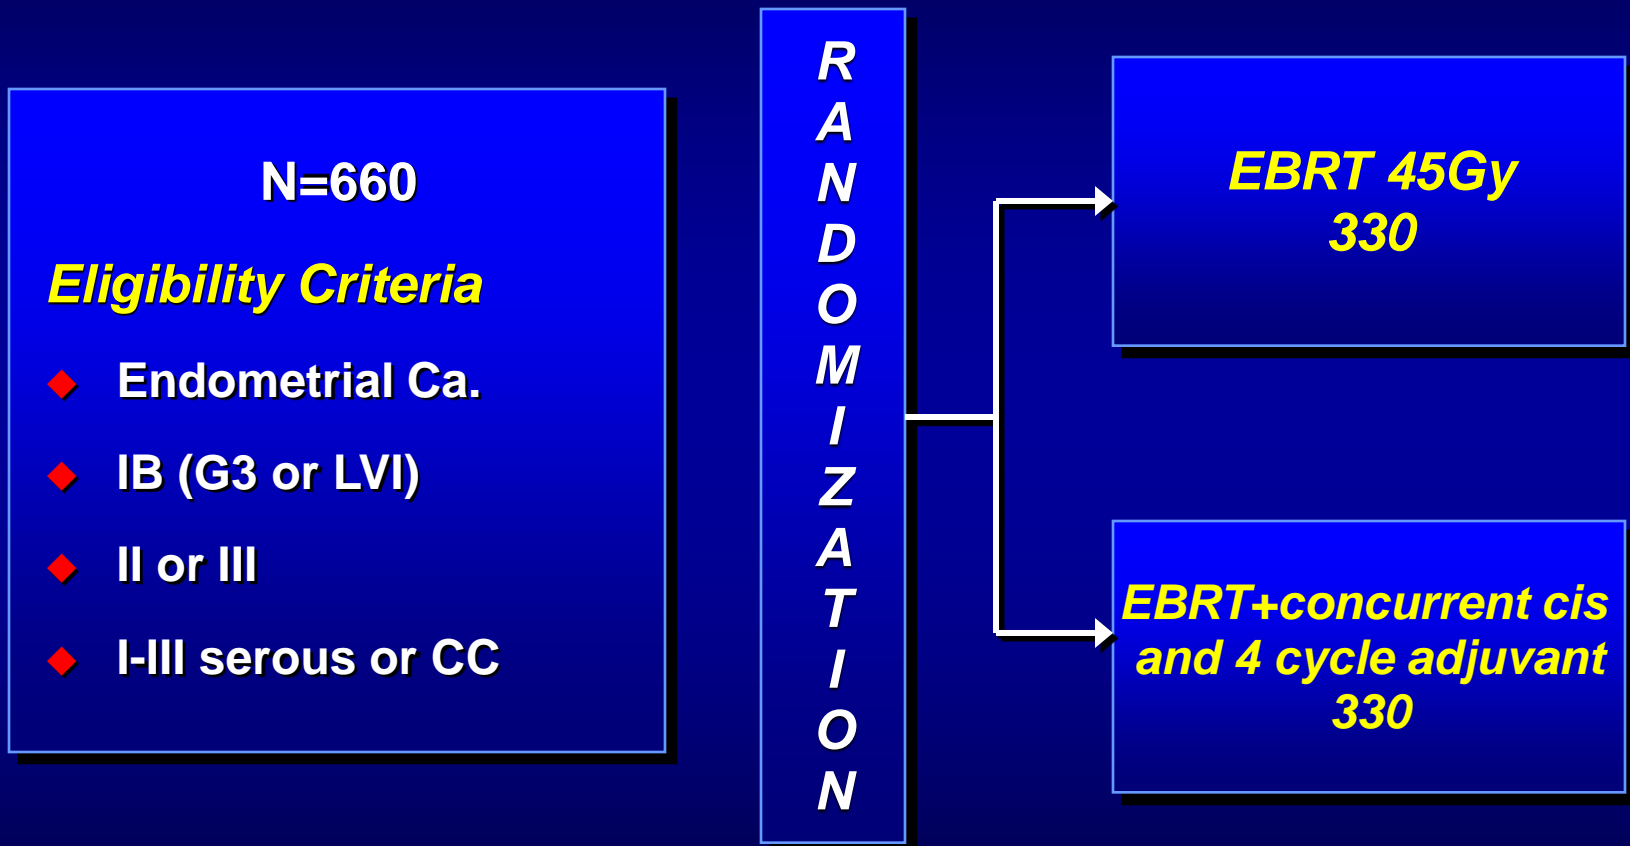 N=660
Eligibility Criteria
Endometrial Ca.
IB (G3 or LVI)
II or III
I-III serous or CC
R
A
N
D
O
M
I
Z
A
T
I
O
N
EBRT 45Gy
330
EBRT+concurrent cis
and 4 cycle adjuvant
330